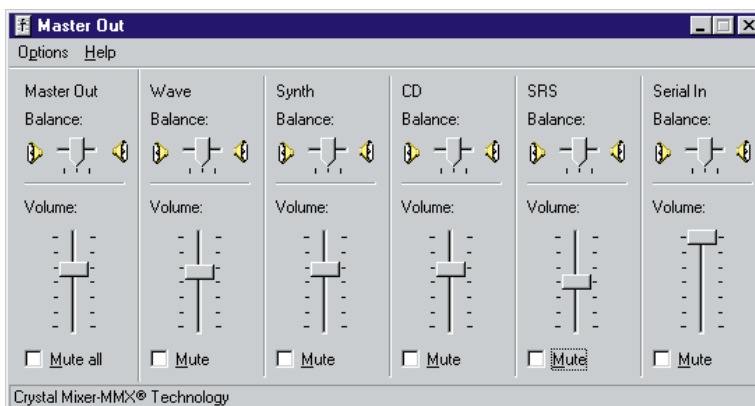 Master Out
Options Help
Master Out Wave Synth CD SRS Serial In
Balance: Balance: Balance: Balance: Balance: Balance:
Volume: Volume: Volume: Volume: Volume: Volume:
Mute all Mute Mute Mute Mute Mute
Crystal Mixer-MMX® Technology